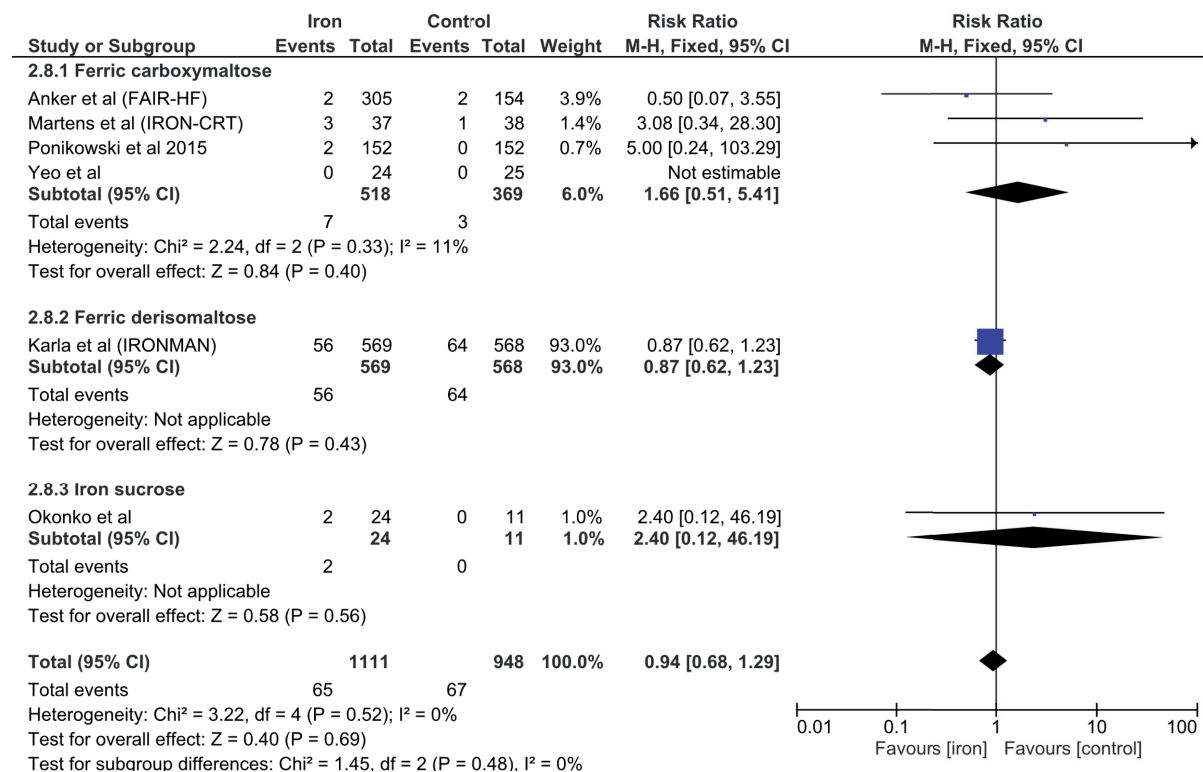 Iron Control Risk Ratio Risk Ratio
Study or Subgroup Events Total Events Total Weight M-H, Fixed, 95% CI M-H, Fixed, 95% CI
2.8.1 Ferric carboxymaltose
Anker et al (FAIR-HF) 2 305 2 154 3.9% 0.50 [0.07, 3.55]
Martens et al (IRON-CRT) 3 37 1 38 1.4% 3.08 [0.34, 28.30]
Ponikowski et al 2015 2 152 0 152 0.7% 5.00 [0.24, 103.29]
Yeo et al 0 24 0 25 Not estimable
Subtotal (95% CI) 518 369 6.0% 1.66 [0.51, 5.41]
Total events 7 3
Heterogeneity: Chi² = 2.24, df = 2 (P = 0.33); I² = 11%
Test for overall effect: Z = 0.84 (P = 0.40)
2.8.2 Ferric derisomaltose
Karla et al (IRONMAN) 56 569 64 568 93.0% 0.87 [0.62, 1.23]
Subtotal (95% CI) 569 568 93.0% 0.87 [0.62, 1.23]
Total events 56 64
Heterogeneity: Not applicable
Test for overall effect: Z = 0.78 (P = 0.43)
2.8.3 Iron sucrose
Okonko et al 2 24 0 11 1.0% 2.40 [0.12, 46.19]
Subtotal (95% CI) 24 11 1.0% 2.40 [0.12, 46.19]
Total events 2 0
Heterogeneity: Not applicable
Test for overall effect: Z = 0.58 (P = 0.56)
Total (95% CI) 1111 948 100.0% 0.94 [0.68, 1.29]
Total events 65 67
Heterogeneity: Chi² = 3.22, df = 4 (P = 0.52); I² = 0%
Test for overall effect: Z = 0.40 (P = 0.69)
Test for subgroup differences: Chi² = 1.45, df = 2 (P = 0.48), I² = 0%
0.01 0.1 1 10 100
Favours [iron] Favours [control]